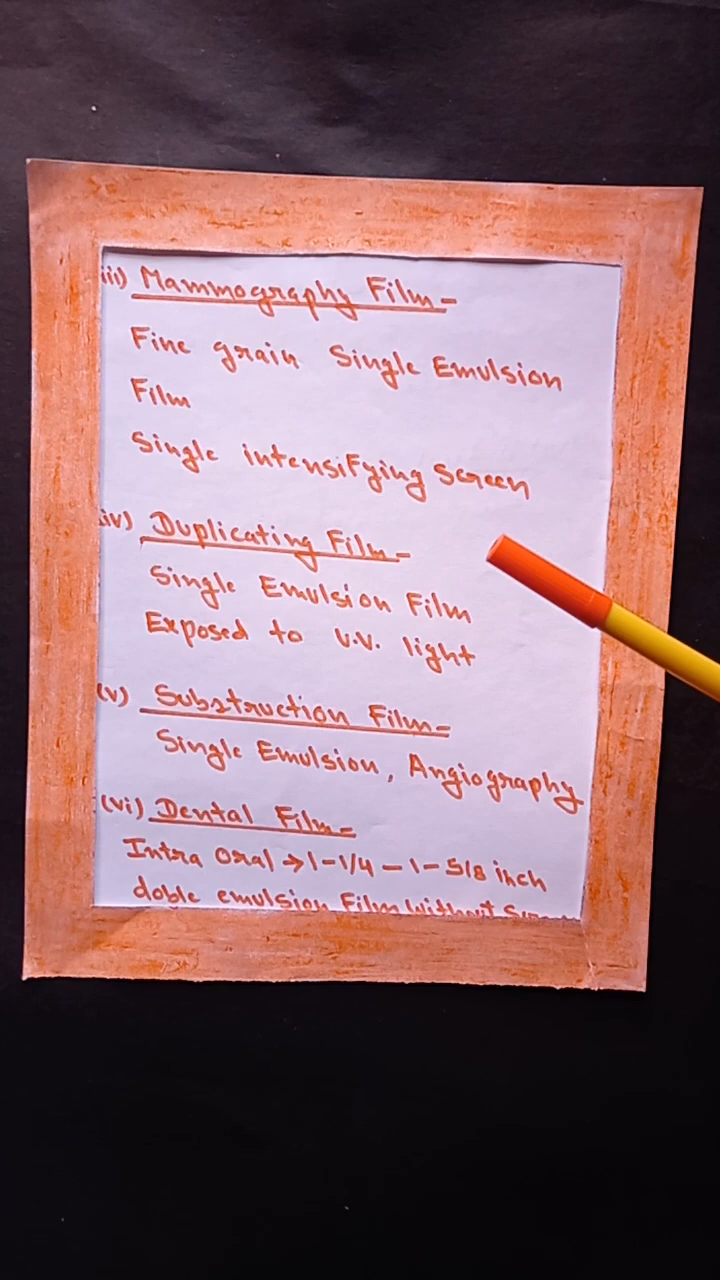 iii) Mammography Film-
Fine grain Single Emulsion
Film
Single intensifying Screen
iv) Duplicating Film-
Single Emulsion Film
Exposed to U.V. light
(v) Substruction Film-
Single Emulsion, Angiography
(vi) Dental Film-
Intra Oral → 1-1/4 - 1-5/8 inch
doble emulsion Film without